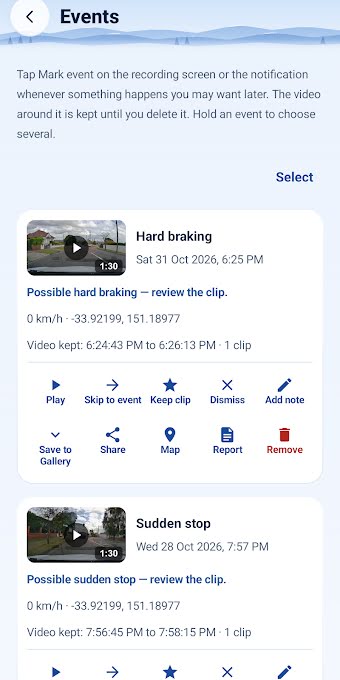 Events
Tap Mark event on the recording screen or the notification
whenever something happens you may want later. The video
around it is kept until you delete it. Hold an event to choose
several.
Select
1:30
Hard braking
Sat 31 Oct 2026, 6:25 PM
Possible hard braking — review the clip.
0 km/h · -33.92199, 151.18977
Video kept: 6:24:43 PM to 6:26:13 PM · 1 clip
Play
Skip to event
Keep clip
Dismiss
Add note
Save to
Gallery
Share
Map
Report
Remove
1:30
Sudden stop
Wed 28 Oct 2026, 7:57 PM
Possible sudden stop — review the clip.
0 km/h · -33.92199, 151.18977
Video kept: 7:56:45 PM to 7:58:15 PM · 1 clip